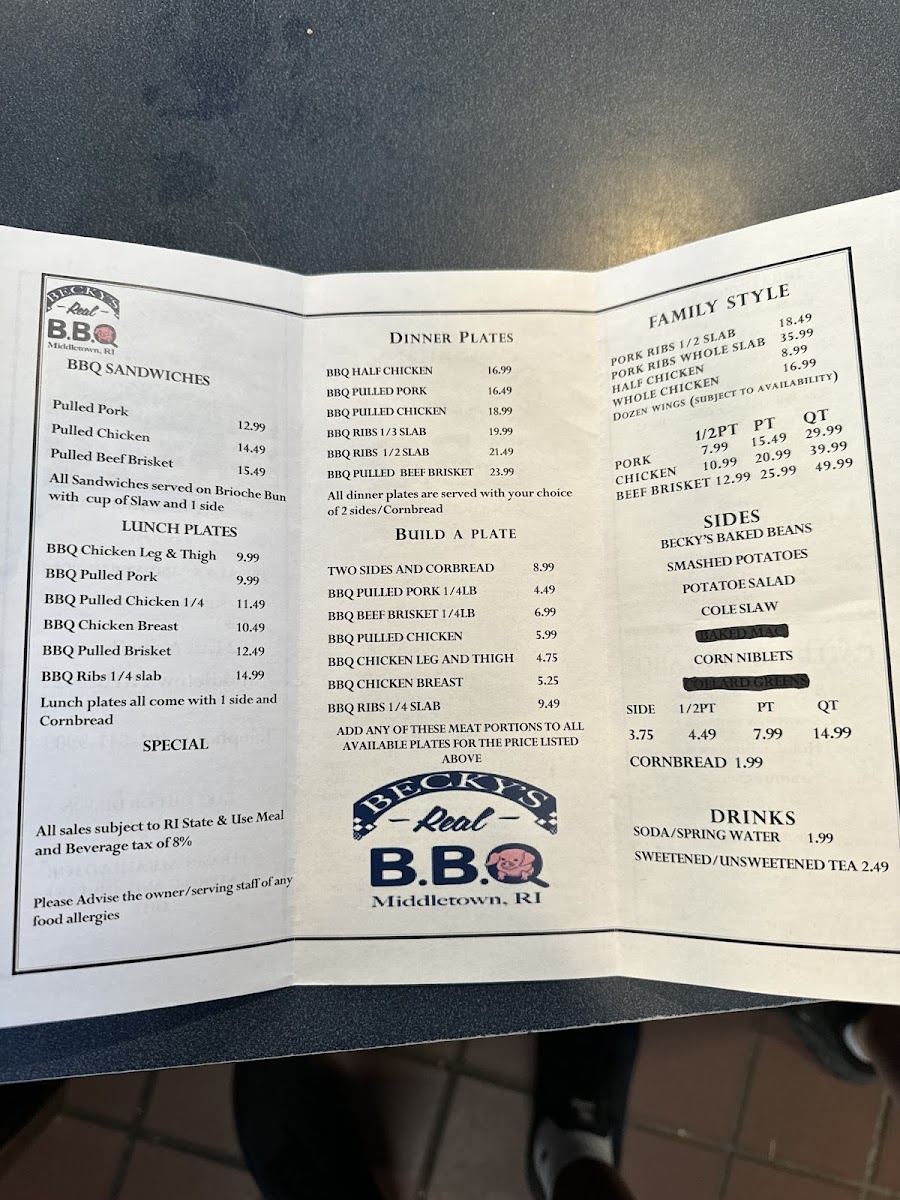 BECKY'S
Real
B.B.Q
Middletown, RI
BBQ SANDWICHES
Pulled Pork 12.99
Pulled Chicken 14.49
Pulled Beef Brisket 15.49
All Sandwiches served on Brioche Bun
with cup of Slaw and 1 side
LUNCH PLATES
BBQ Chicken Leg & Thigh 9.99
BBQ Pulled Pork 9.99
BBQ Pulled Chicken 1/4 11.49
BBQ Chicken Breast 10.49
BBQ Pulled Brisket 12.49
BBQ Ribs 1/4 slab 14.99
Lunch plates all come with 1 side and
Cornbread
SPECIAL
All sales subject to RI State & Use Meal
and Beverage tax of 8%
Please Advise the owner/serving staff of any
food allergies
DINNER PLATES
BBQ HALF CHICKEN 16.99
BBQ PULLED PORK 16.49
BBQ PULLED CHICKEN 18.99
BBQ RIBS 1/3 SLAB 19.99
BBQ RIBS 1/2 SLAB 21.49
BBQ PULLED BEEF BRISKET 23.99
All dinner plates are served with your choice
of 2 sides/Cornbread
BUILD A PLATE
TWO SIDES AND CORBREAD 8.99
BBQ PULLED PORK 1/4LB 4.49
BBQ BEEF BRISKET 1/4LB 6.99
BBQ PULLED CHICKEN 5.99
BBQ CHICKEN LEG AND THIGH 4.75
BBQ CHICKEN BREAST 5.25
BBQ RIBS 1/4 SLAB 9.49
ADD ANY OF THESE MEAT PORTIONS TO ALL
AVAILABLE PLATES FOR THE PRICE LISTED
ABOVE
BECKY'S
Real
B.B.Q
Middletown, RI
FAMILY STYLE
PORK RIBS 1/2 SLAB 18.49
PORK RIBS WHOLE SLAB 35.99
HALF CHICKEN 8.99
WHOLE CHICKEN 16.99
DOZEN WINGS (SUBJECT TO AVAILABILITY)
1/2PT PT QT
PORK 7.99 15.49 29.99
CHICKEN 10.99 20.99 39.99
BEEF BRISKET 12.99 25.99 49.99
SIDES
BECKY'S BAKED BEANS
SMASHED POTATOES
POTATOE SALAD
COLE SLAW
BAKED MAC
CORN NIBLETS
COLLARD GREENS
SIDE 1/2PT PT QT
3.75 4.49 7.99 14.99
CORNBREAD 1.99
DRINKS
SODA/SPRING WATER 1.99
SWEETENED/UNSWEETENED TEA 2.49